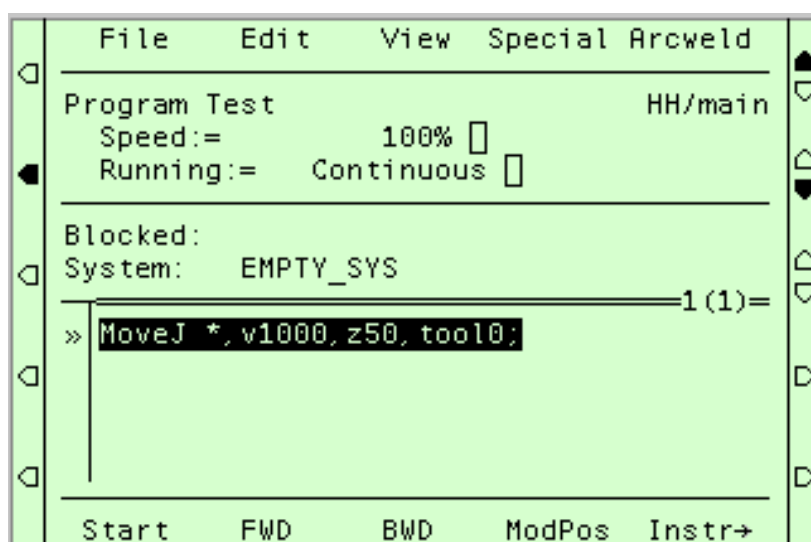 File Edit View Special Arcweld
Program Test HH/main
Speed:= 100%
Running:= Continuous
Blocked:
System: EMPTY_SYS
1(1)
» MoveJ *, v1000, z50, tool0;
Start FWD BWD ModPos Instr→